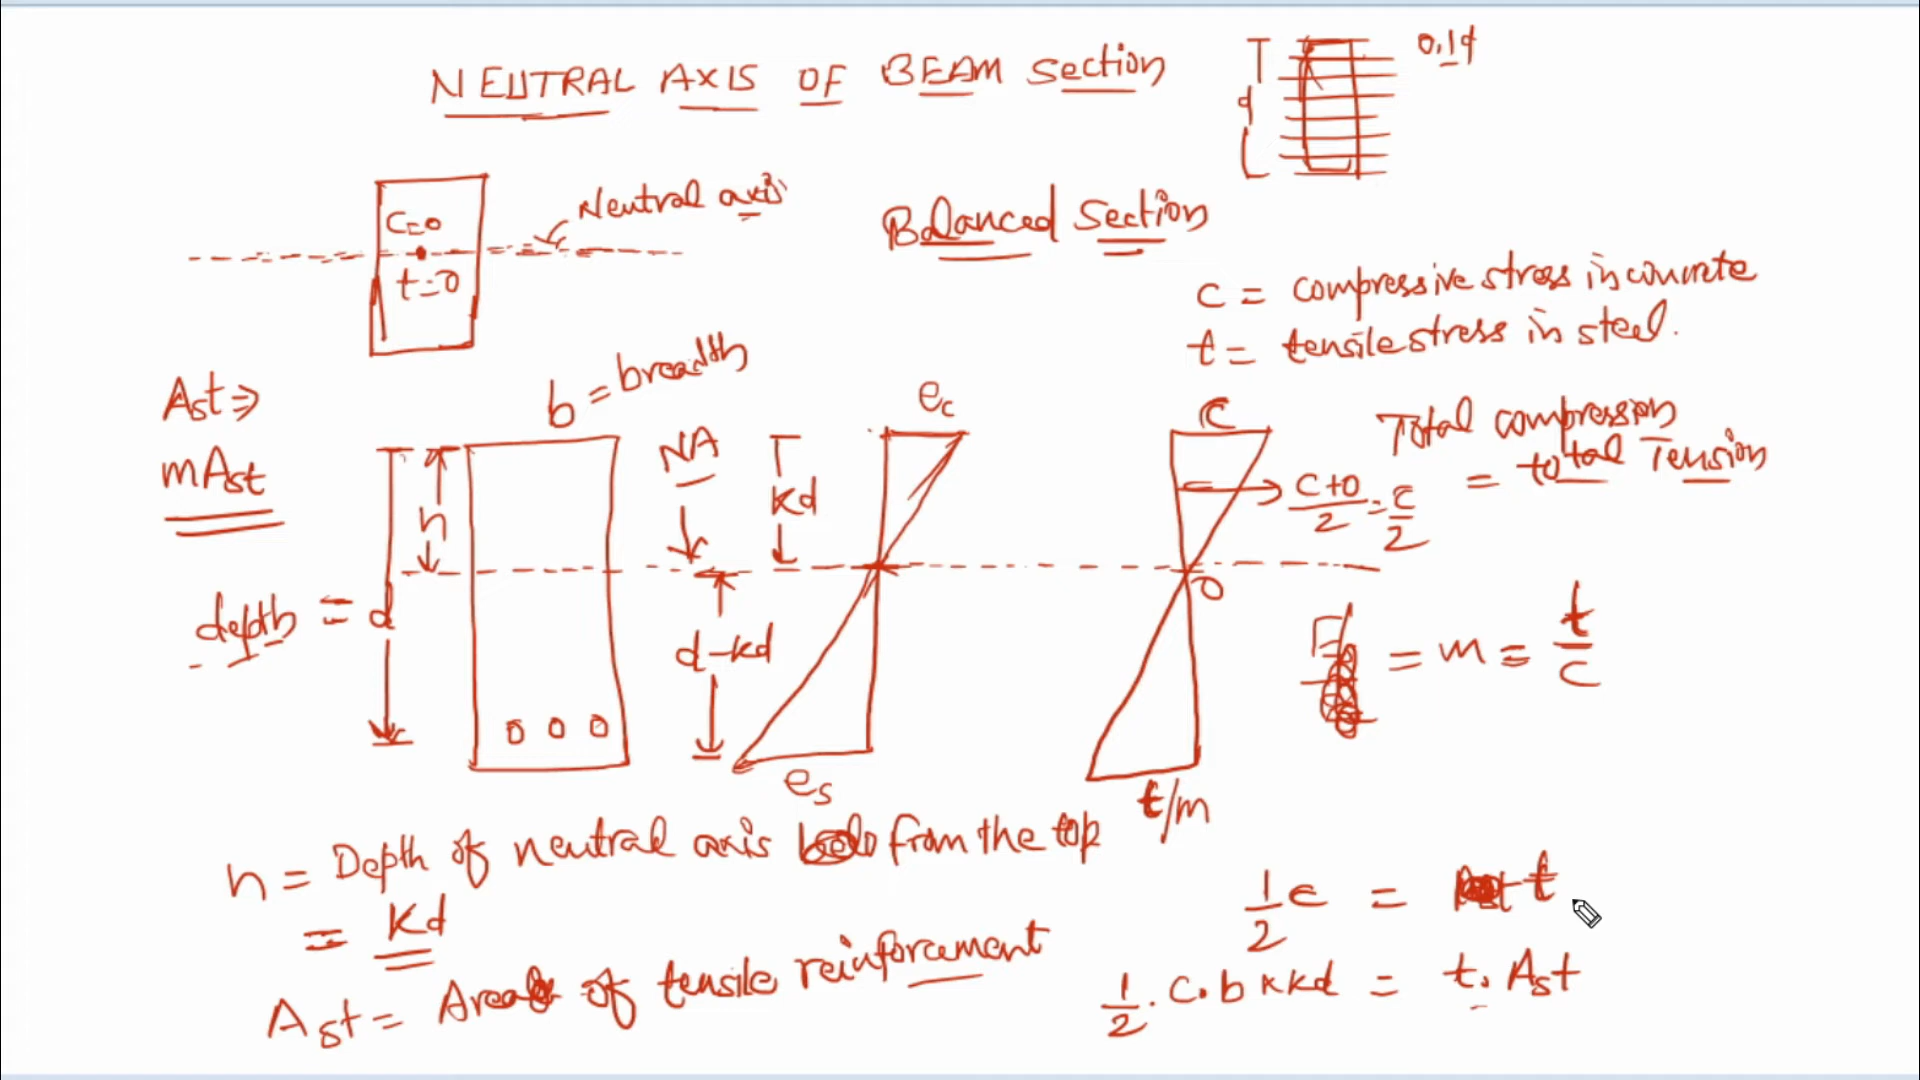 NEUTRAL AXIS OF BEAM Section
0.1d
d
C=0
t=0
Neutral axis
Balanced Section
c = compressive stress in concrete
t = tensile stress in steel.
Ast ⇒
mAst
b = breadth
NA
kd
ec
C
Total compression
= total Tension
(C+0)/2 = C/2
n
depth = d
d-kd
0
= m = t/c
es
t/m
n = Depth of neutral axis from the top
= Kd
Ast = Area of tensile reinforcement
1/2 c = t
1/2 . C. b x kd = t. Ast